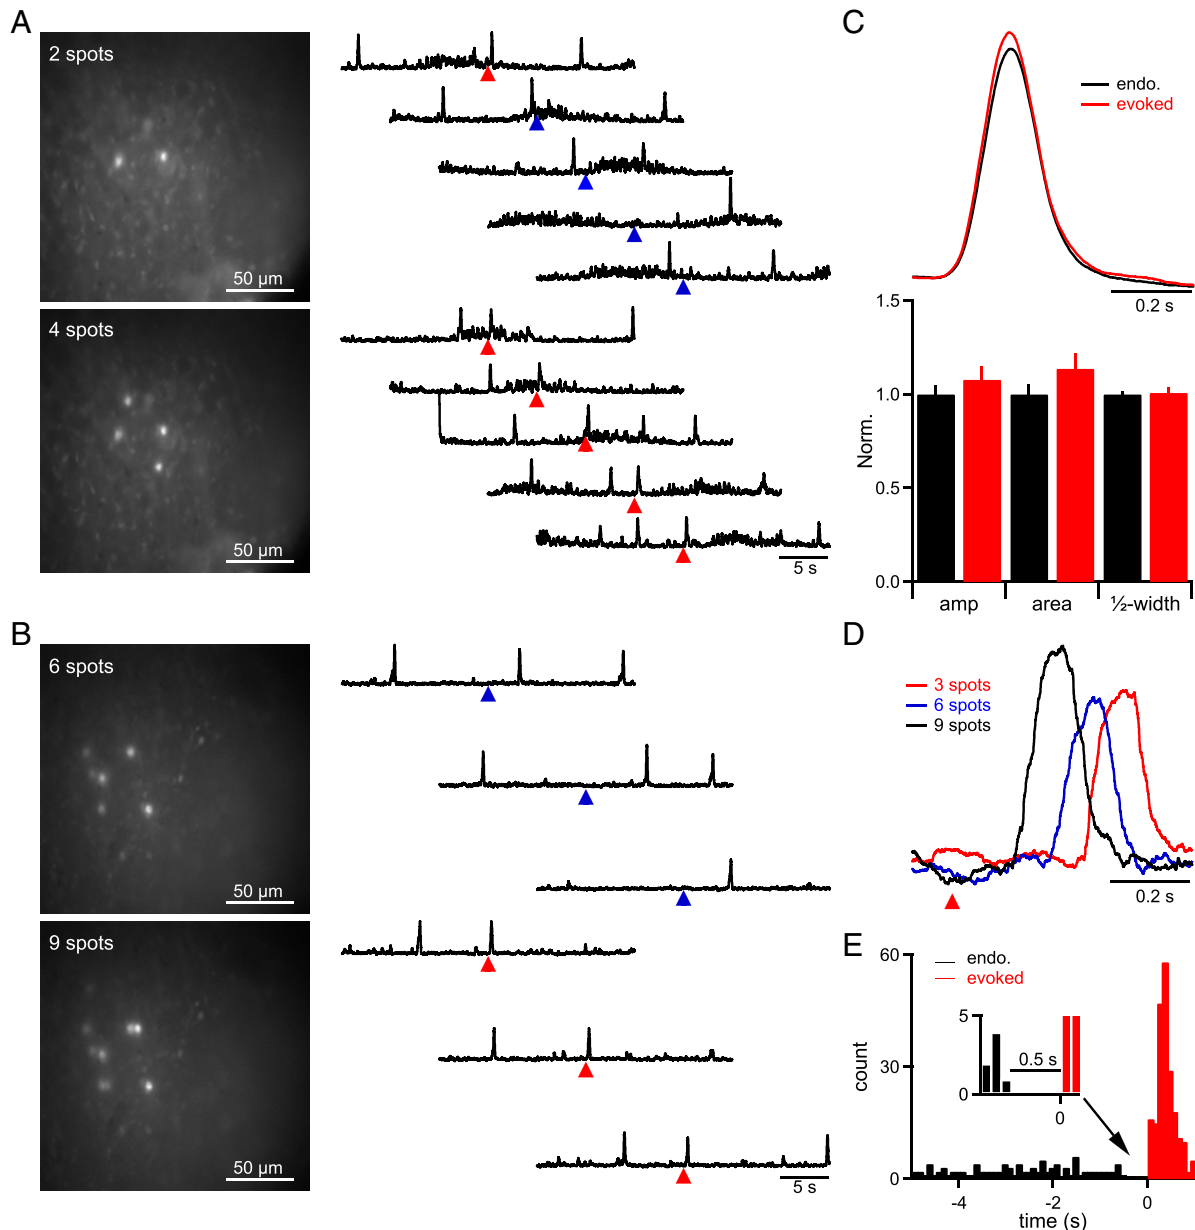 A
2 spots
50 µm
4 spots
50 µm
5 s
B
6 spots
50 µm
9 spots
50 µm
5 s
C
endo.
evoked
0.2 s
1.5
1.0
0.5
0.0
Norm.
amp
area
½-width
D
3 spots
6 spots
9 spots
0.2 s
E
endo.
evoked
60
30
0
count
5
0
0.5 s
0
-4
-2
0
time (s)